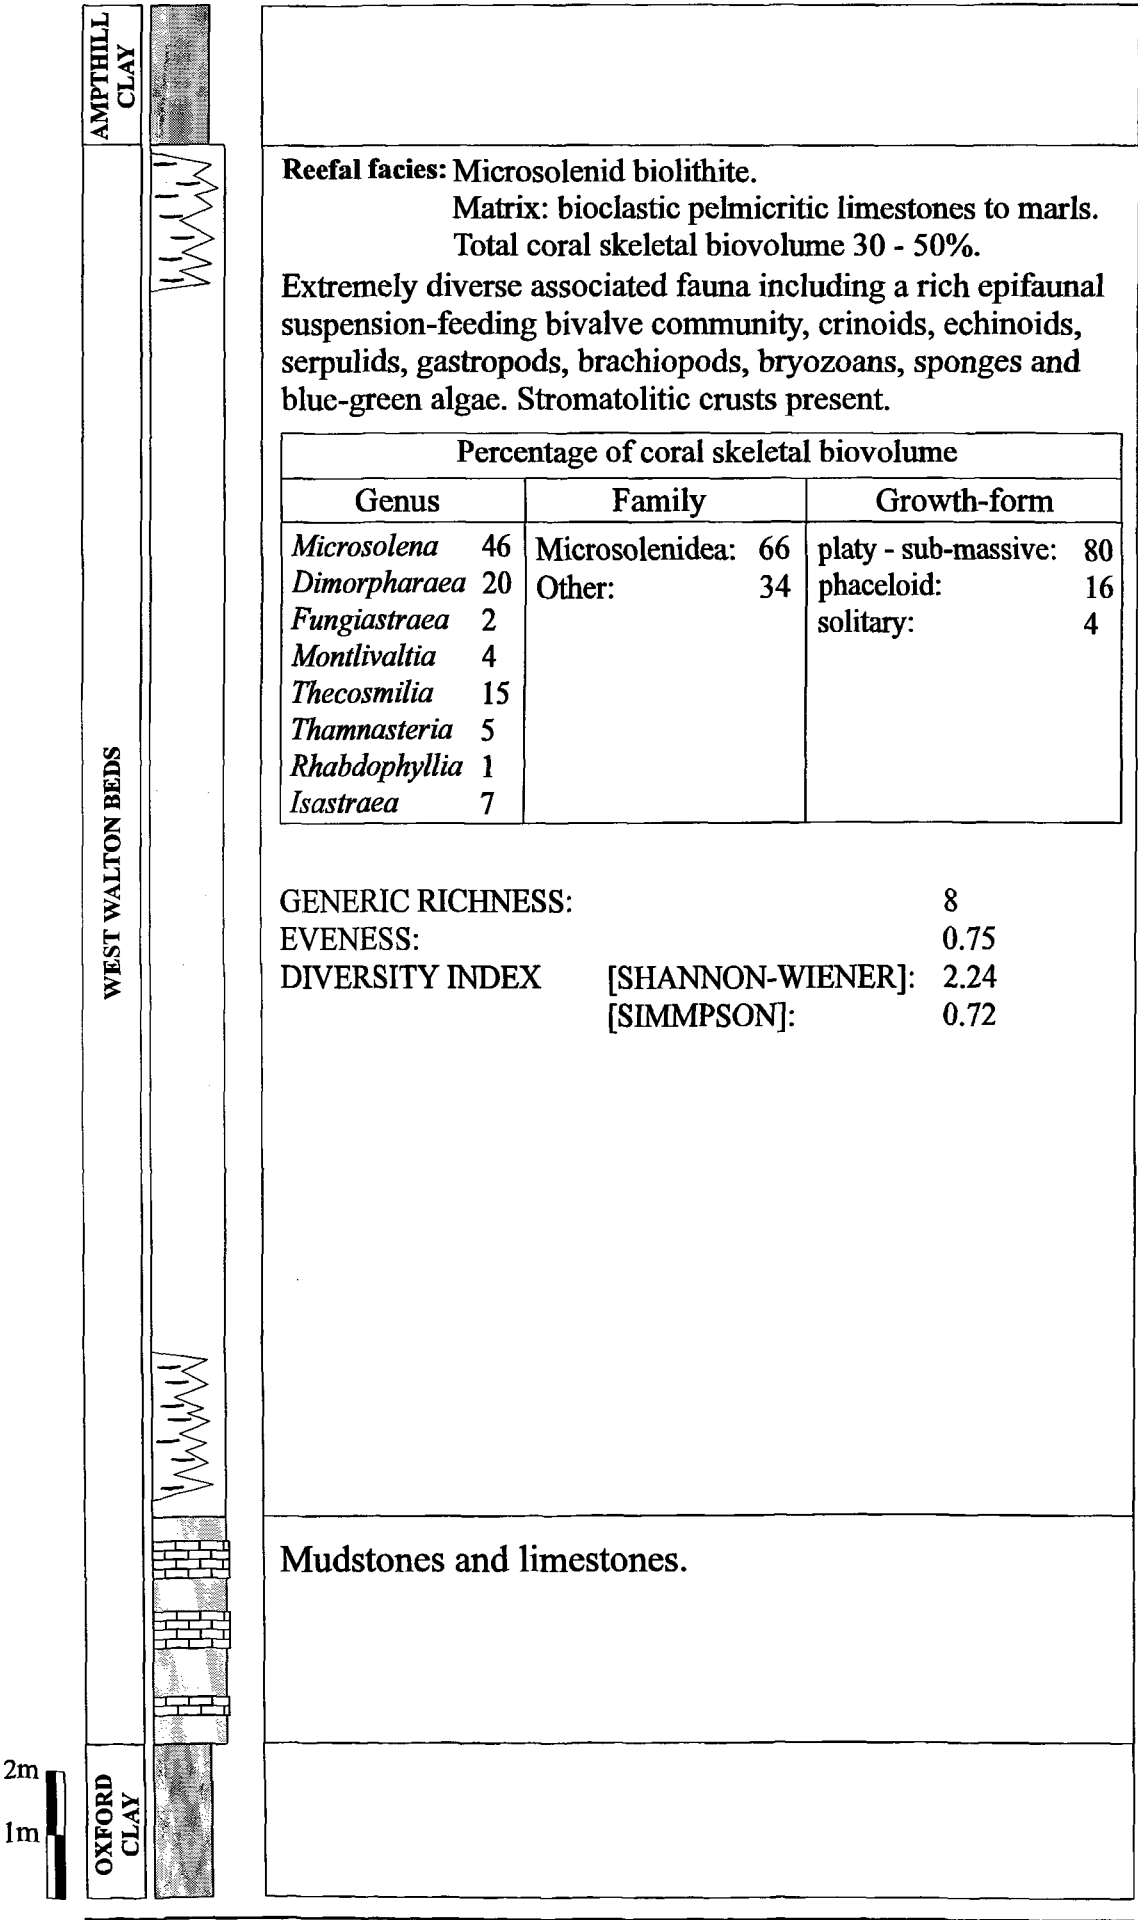 AMPTHILL
CLAY
Reefal facies: Microsolenid biolithite.
Matrix: bioclastic pelmicritic limestones to marls.
Total coral skeletal biovolume 30 - 50%.
Extremely diverse associated fauna including a rich epifaunal
suspension-feeding bivalve community, crinoids, echinoids,
serpulids, gastropods, brachiopods, bryozoans, sponges and
blue-green algae. Stromatolitic crusts present.
Percentage of coral skeletal biovolume
Genus Family Growth-form
Microsolena 46 Microsolenidea: 66 platy - sub-massive: 80
Dimorpharaea 20 Other: 34 phaceloid: 16
Fungiastraea 2 solitary: 4
Montlivaltia 4
Thecosmilia 15
Thamnasteria 5
Rhabdophyllia 1
Isastraea 7
WEST WALTON BEDS
GENERIC RICHNESS: 8
EVENESS: 0.75
DIVERSITY INDEX [SHANNON-WIENER]: 2.24
[SIMMPSON]: 0.72
Mudstones and limestones.
2m
1m
OXFORD
CLAY